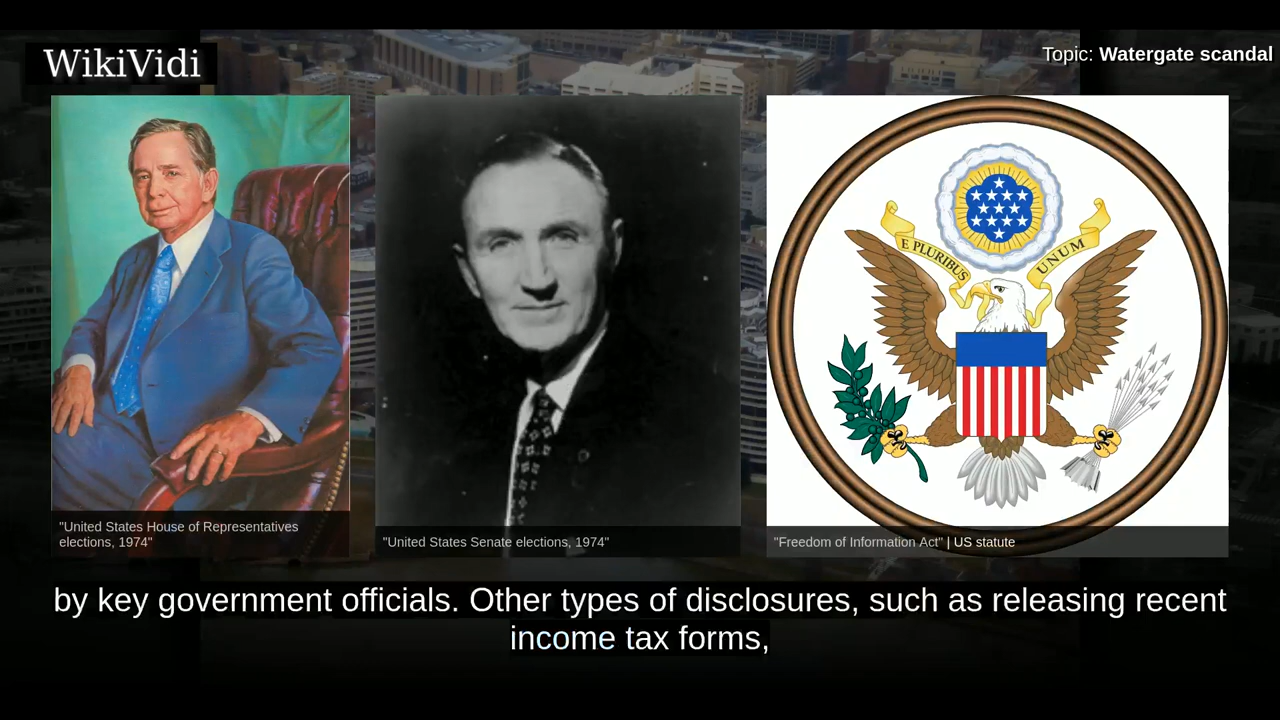 WikiVidi
Topic: Watergate scandal
E PLURIBUS UNUM
"United States House of Representatives
elections, 1974"
"United States Senate elections, 1974"
"Freedom of Information Act" | US statute
by key government officials. Other types of disclosures, such as releasing recent
income tax forms,